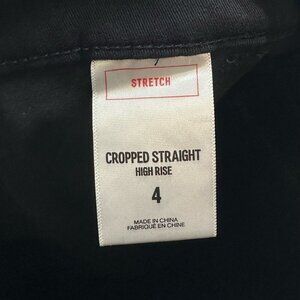 STRETCH
CROPPED STRAIGHT
HIGH RISE
4
MADE IN CHINA
FABRIQUÉ EN CHINE